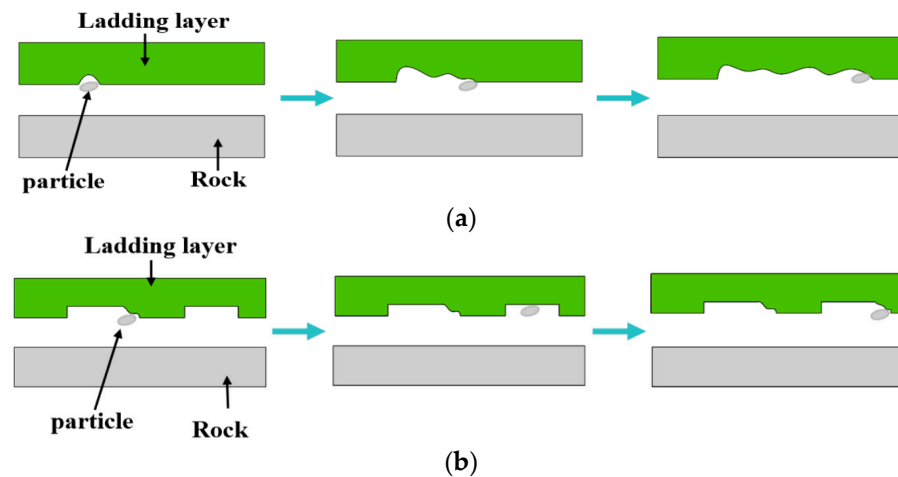 Ladding layer
particle
Rock
(a)
Ladding layer
particle
Rock
(b)